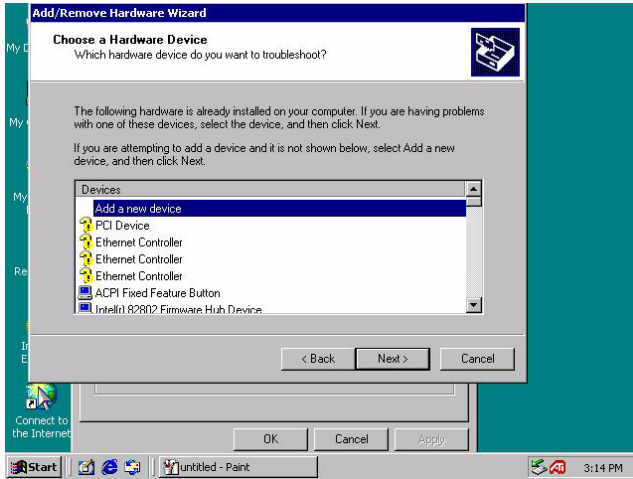 Add/Remove Hardware Wizard
Choose a Hardware Device
Which hardware device do you want to troubleshoot?
The following hardware is already installed on your computer. If you are having problems
with one of these devices, select the device, and then click Next.
If you are attempting to add a device and it is not shown below, select Add a new
device, and then click Next.
Devices
Add a new device
PCI Device
Ethernet Controller
Ethernet Controller
Ethernet Controller
ACPI Fixed Feature Button
Intel(r) 82802 Firmware Hub Device
< Back
Next >
Cancel
My
My
My
Re
Connect to
the Internet
OK
Cancel
Apply
Start
untitled - Paint
ATI
3:14 PM